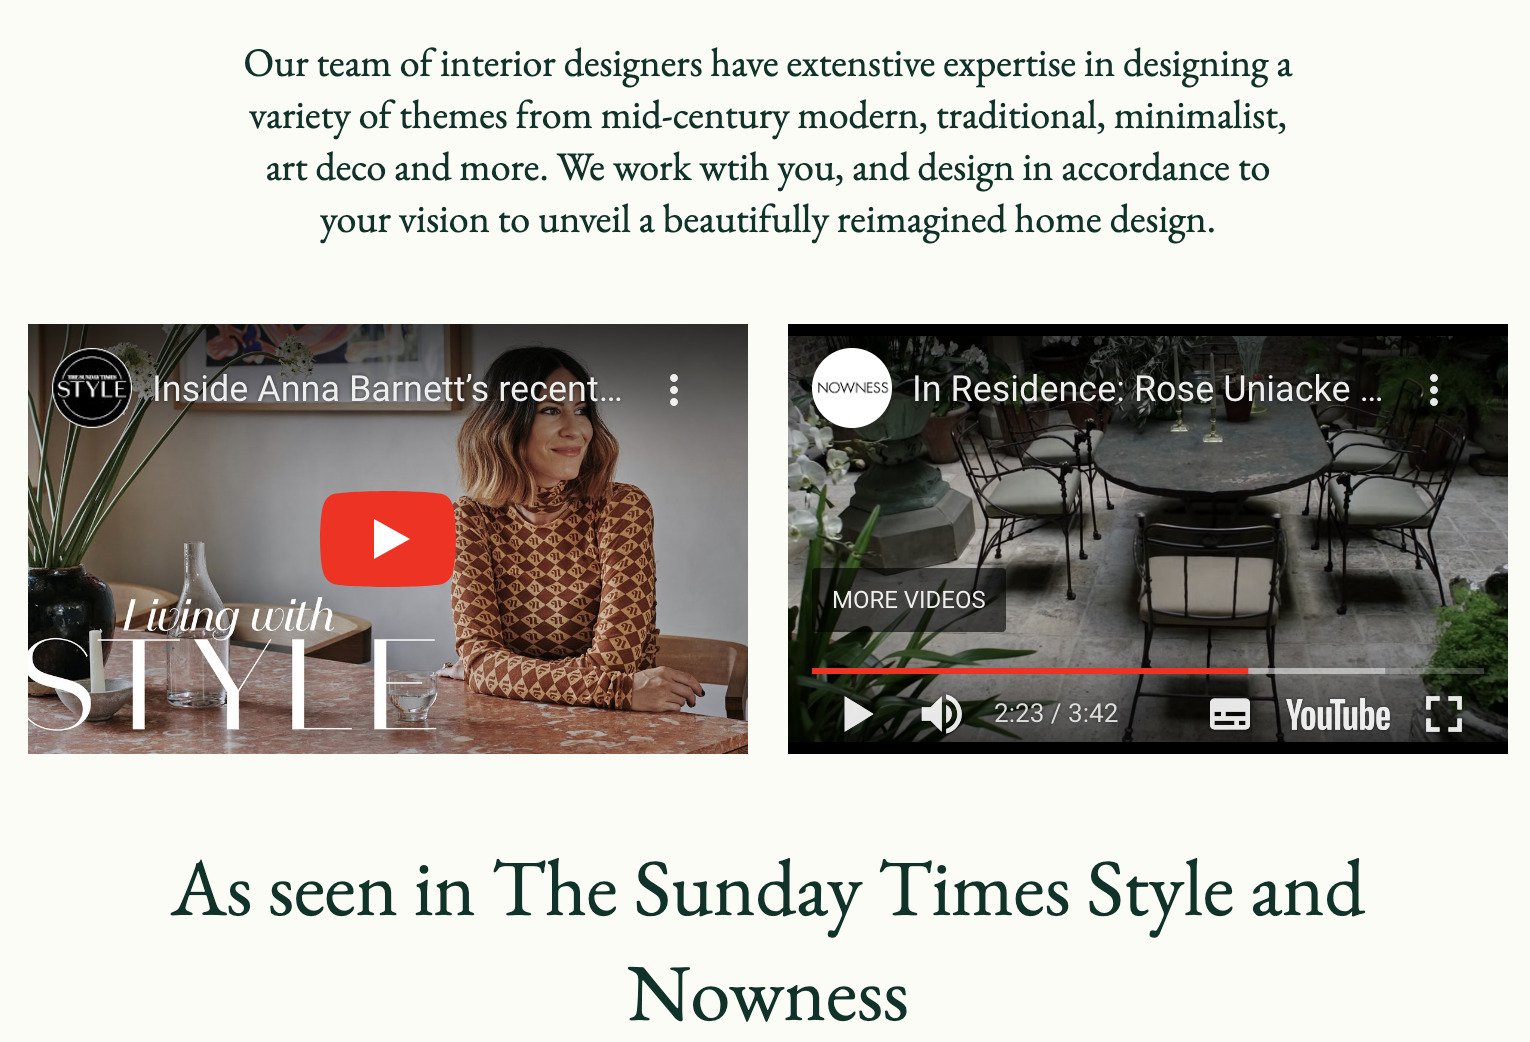 Our team of interior designers have extenstive expertise in designing a
variety of themes from mid-century modern, traditional, minimalist,
art deco and more. We work wtih you, and design in accordance to
your vision to unveil a beautifully reimagined home design.
THE SUNDAY TIMES
STYLE
Inside Anna Barnett’s recent...
Living with
STYLE
NOWNESS
In Residence: Rose Uniacke ...
MORE VIDEOS
2:23 / 3:42
YouTube
As seen in The Sunday Times Style and
Nowness